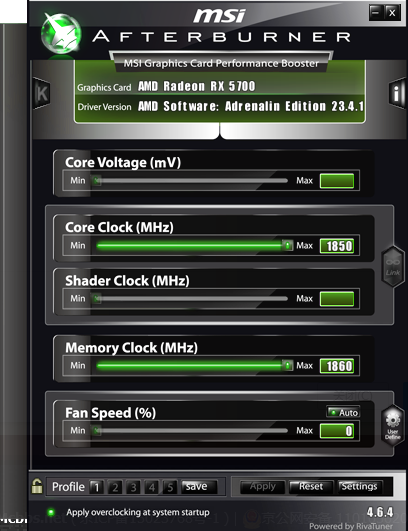 msi
AFTERBURNER
MSI Graphics Card Performance Booster
K
i
Graphics Card AMD Radeon RX 5700
Driver Version AMD Software: Adrenalin Edition 23.4.1
Core Voltage (mV)
Min Max
Core Clock (MHz)
Min Max 1850
Link
Shader Clock (MHz)
Min Max
Memory Clock (MHz)
Min Max 1860
Fan Speed (%) Auto
Min Max 0
User
Define
Profile 1 2 3 4 5 save Apply Reset Settings
Apply overclocking at system startup 4.6.4
Powered by RivaTuner